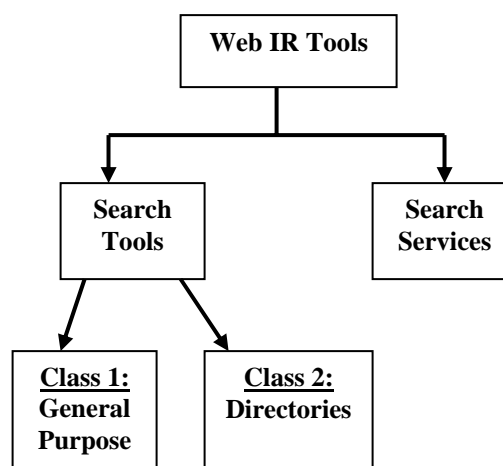 Web IR Tools
Search
Tools
Search
Services
Class 1:
General
Purpose
Class 2:
Directories